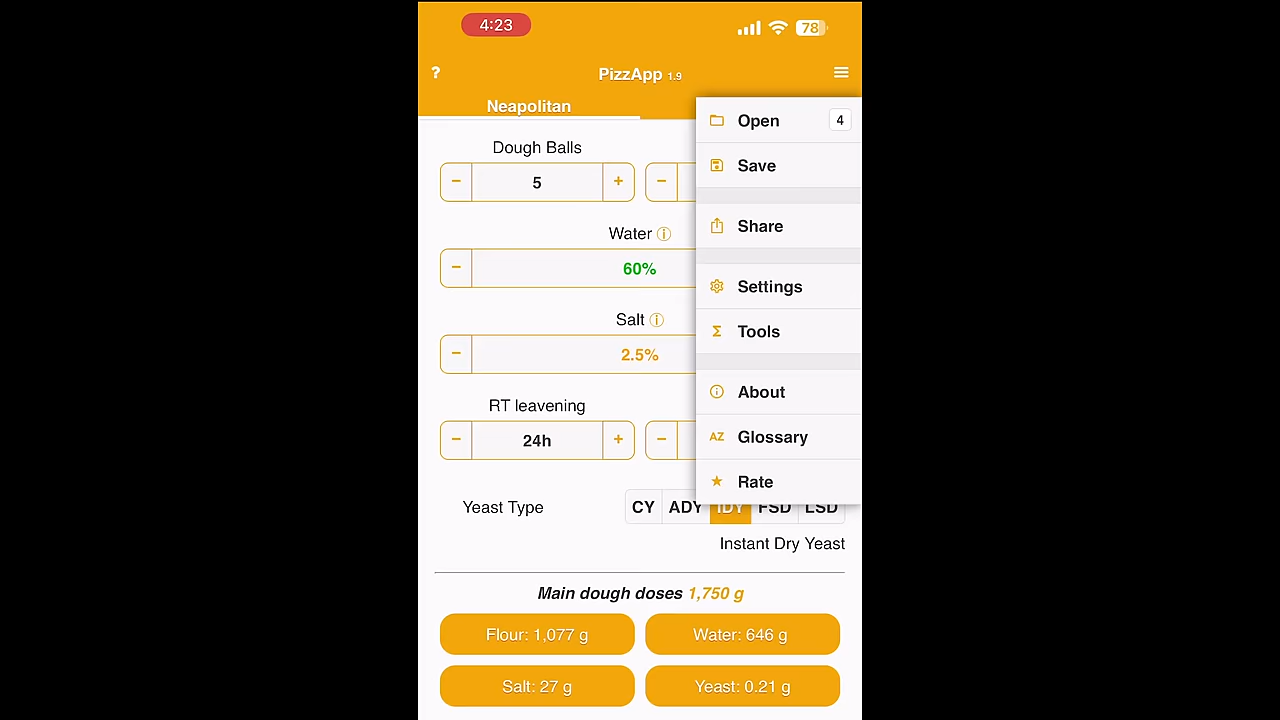 4:23
78
?
PizzApp 1.9
Neapolitan
Open 4
Save
Share
Settings
Tools
About
AZ Glossary
Rate
Dough Balls
− 5 + −
Water ⓘ
− 60%
Salt ⓘ
− 2.5%
RT leavening
− 24h + −
Yeast Type CY ADY IDY FSD LSD
Instant Dry Yeast
Main dough doses 1,750 g
Flour: 1,077 g Water: 646 g
Salt: 27 g Yeast: 0.21 g